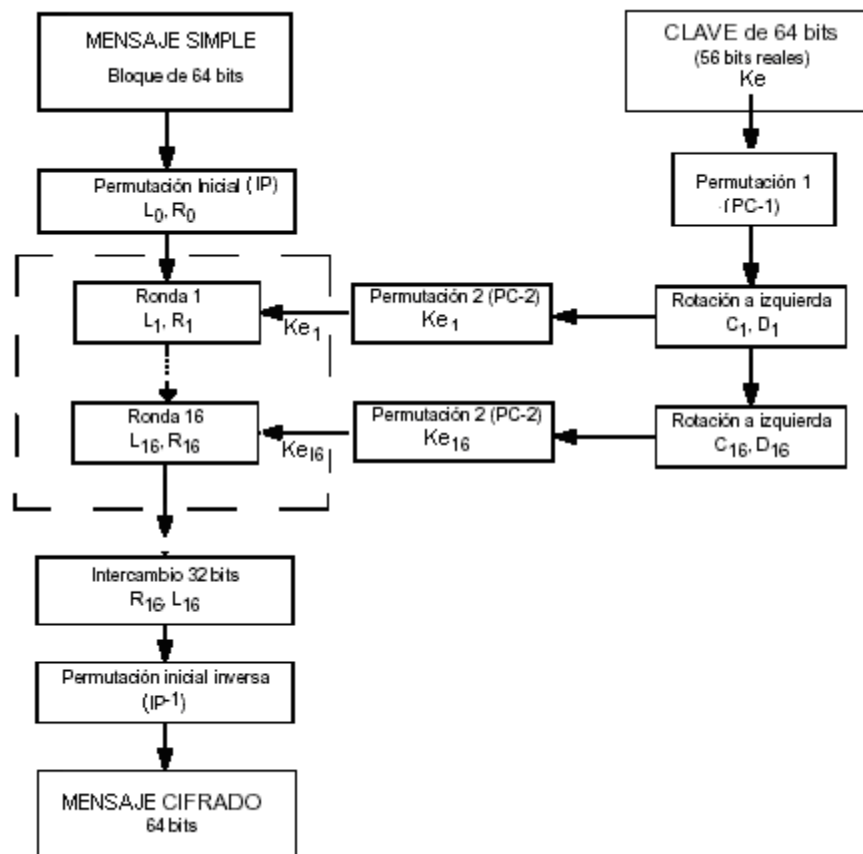 MENSAJE SIMPLE
Bloque de 64 bits
CLAVE de 64 bits
(56 bits reales)
Ke
Permutación Inicial (IP)
L0, R0
Permutación 1
(PC-1)
Ronda 1
L1, R1
Ke1
Permutación 2 (PC-2)
Ke1
Rotación a izquierda
C1, D1
Ronda 16
L16, R16
Ke16
Permutación 2 (PC-2)
Ke16
Rotación a izquierda
C16, D16
Intercambio 32 bits
R16, L16
Permutación inicial inversa
(IP-1)
MENSAJE CIFRADO
64 bits